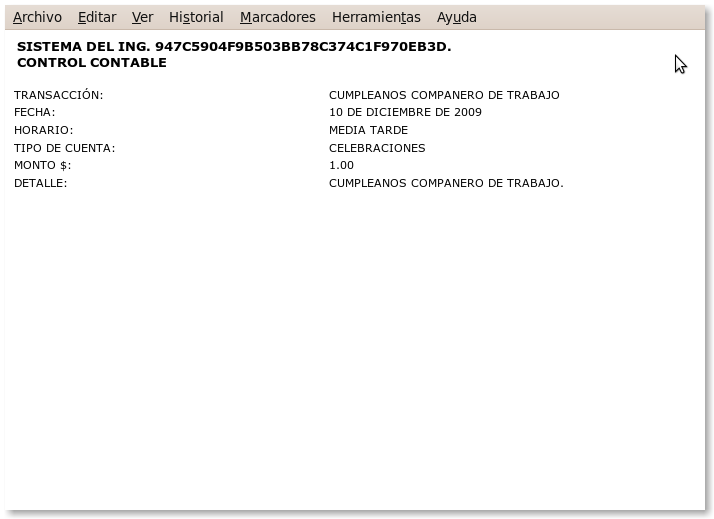 Archivo Editar Ver Historial Marcadores Herramientas Ayuda
SISTEMA DEL ING. 947C5904F9B503BB78C374C1F970EB3D.
CONTROL CONTABLE
TRANSACCIÓN: CUMPLEANOS COMPANERO DE TRABAJO
FECHA: 10 DE DICIEMBRE DE 2009
HORARIO: MEDIA TARDE
TIPO DE CUENTA: CELEBRACIONES
MONTO $: 1.00
DETALLE: CUMPLEANOS COMPANERO DE TRABAJO.